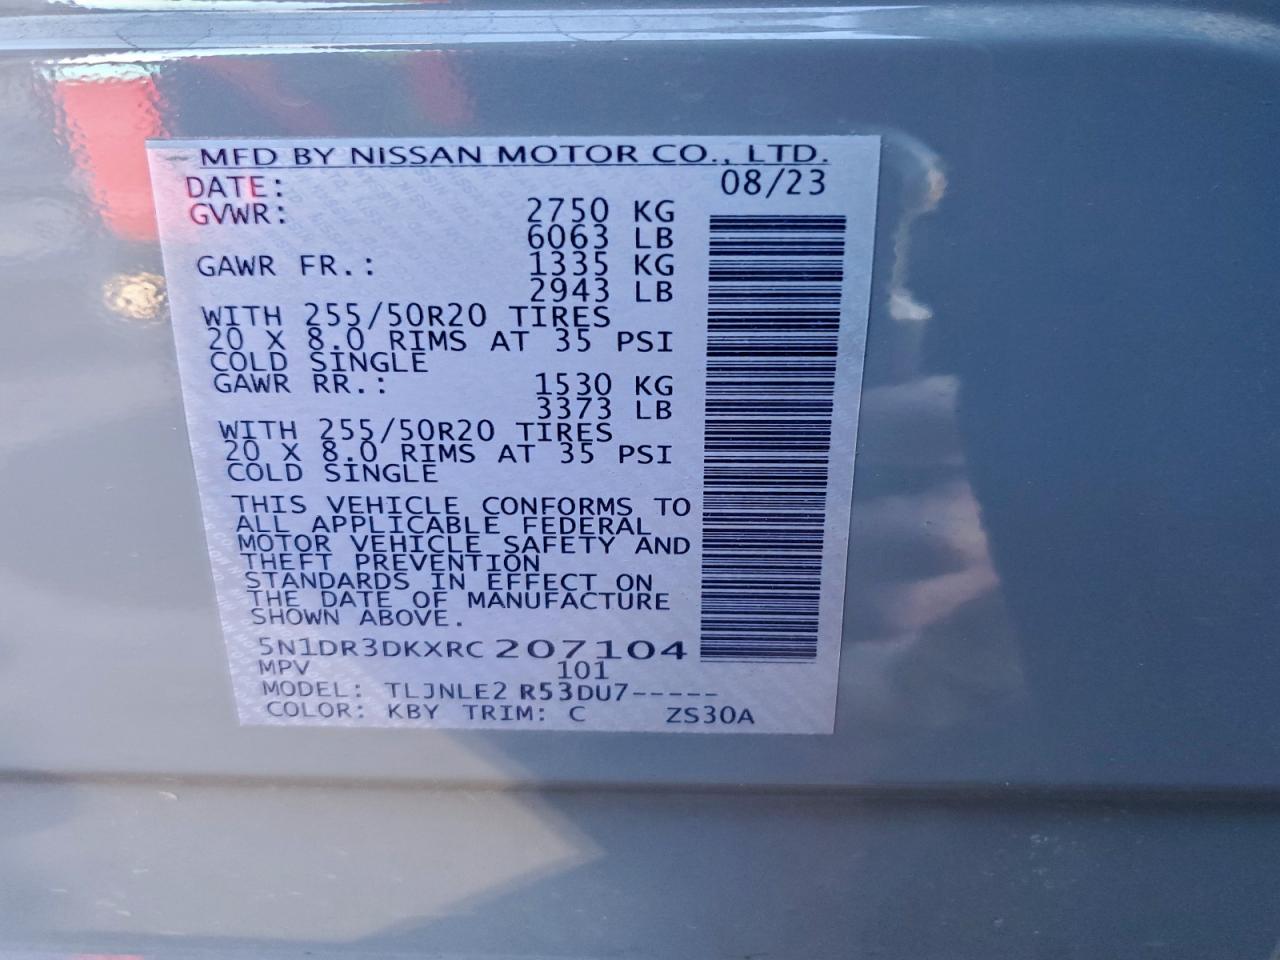 MFD BY NISSAN MOTOR CO., LTD.
DATE: 08/23
GVWR: 2750 KG
6063 LB
GAWR FR.: 1335 KG
2943 LB
WITH 255/50R20 TIRES
20 X 8.0 RIMS AT 35 PSI
COLD SINGLE
GAWR RR.: 1530 KG
3373 LB
WITH 255/50R20 TIRES
20 X 8.0 RIMS AT 35 PSI
COLD SINGLE
THIS VEHICLE CONFORMS TO
ALL APPLICABLE FEDERAL
MOTOR VEHICLE SAFETY AND
THEFT PREVENTION
STANDARDS IN EFFECT ON
THE DATE OF MANUFACTURE
SHOWN ABOVE.
5N1DR3DKXRC207104
MPV 101
MODEL: TLJNLE2 R53DU7-----
COLOR: KBY TRIM: C ZS30A